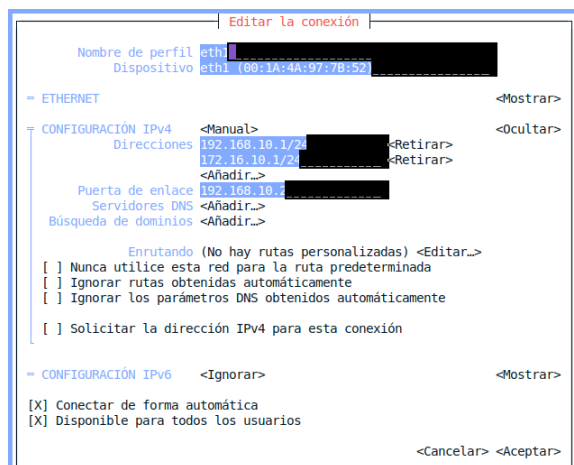 Editar la conexión
Nombre de perfil eth1
Dispositivo eth1 (00:1A:4A:97:7B:52)
= ETHERNET <Mostrar>
= CONFIGURACIÓN IPv4 <Manual> <Ocultar>
Direcciones 192.168.10.1/24 <Retirar>
172.16.10.1/24 <Retirar>
<Añadir…>
Puerta de enlace 192.168.10.2
Servidores DNS <Añadir…>
Búsqueda de dominios <Añadir…>
Enrutando (No hay rutas personalizadas) <Editar…>
[ ] Nunca utilice esta red para la ruta predeterminada
[ ] Ignorar rutas obtenidas automáticamente
[ ] Ignorar los parámetros DNS obtenidos automáticamente
[ ] Solicitar la dirección IPv4 para esta conexión
= CONFIGURACIÓN IPv6 <Ignorar> <Mostrar>
[X] Conectar de forma automática
[X] Disponible para todos los usuarios
<Cancelar> <Aceptar>